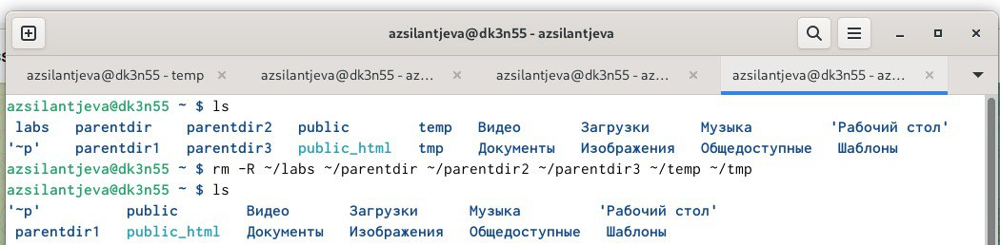 azsilantjeva@dk3n55 - azsilantjeva
azsilantjeva@dk3n55 - temp azsilantjeva@dk3n55 - az... azsilantjeva@dk3n55 - az... azsilantjeva@dk3n55 - az...
azsilantjeva@dk3n55 ~ $ ls
labs parentdir parentdir2 public temp Видео Загрузки Музыка 'Рабочий стол'
'~p' parentdir1 parentdir3 public_html tmp Документы Изображения Общедоступные Шаблоны
azsilantjeva@dk3n55 ~ $ rm -R ~/labs ~/parentdir ~/parentdir2 ~/parentdir3 ~/temp ~/tmp
azsilantjeva@dk3n55 ~ $ ls
'~p' public Видео Загрузки Музыка 'Рабочий стол'
parentdir1 public_html Документы Изображения Общедоступные Шаблоны